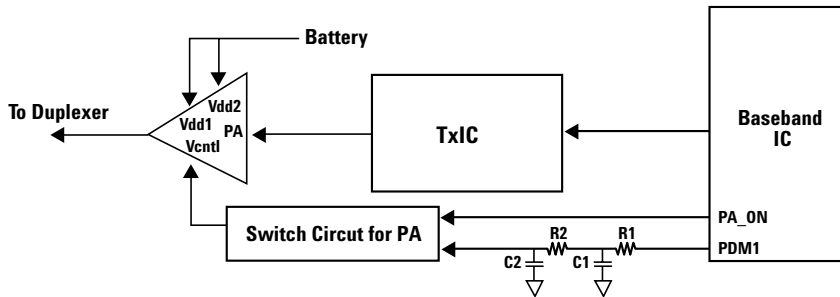 Battery
To Duplexer
Vdd2
Vdd1
PA
Vcntl
TxIC
Baseband
IC
PA_ON
Switch Circut for PA
R2
R1
PDM1
C2
C1